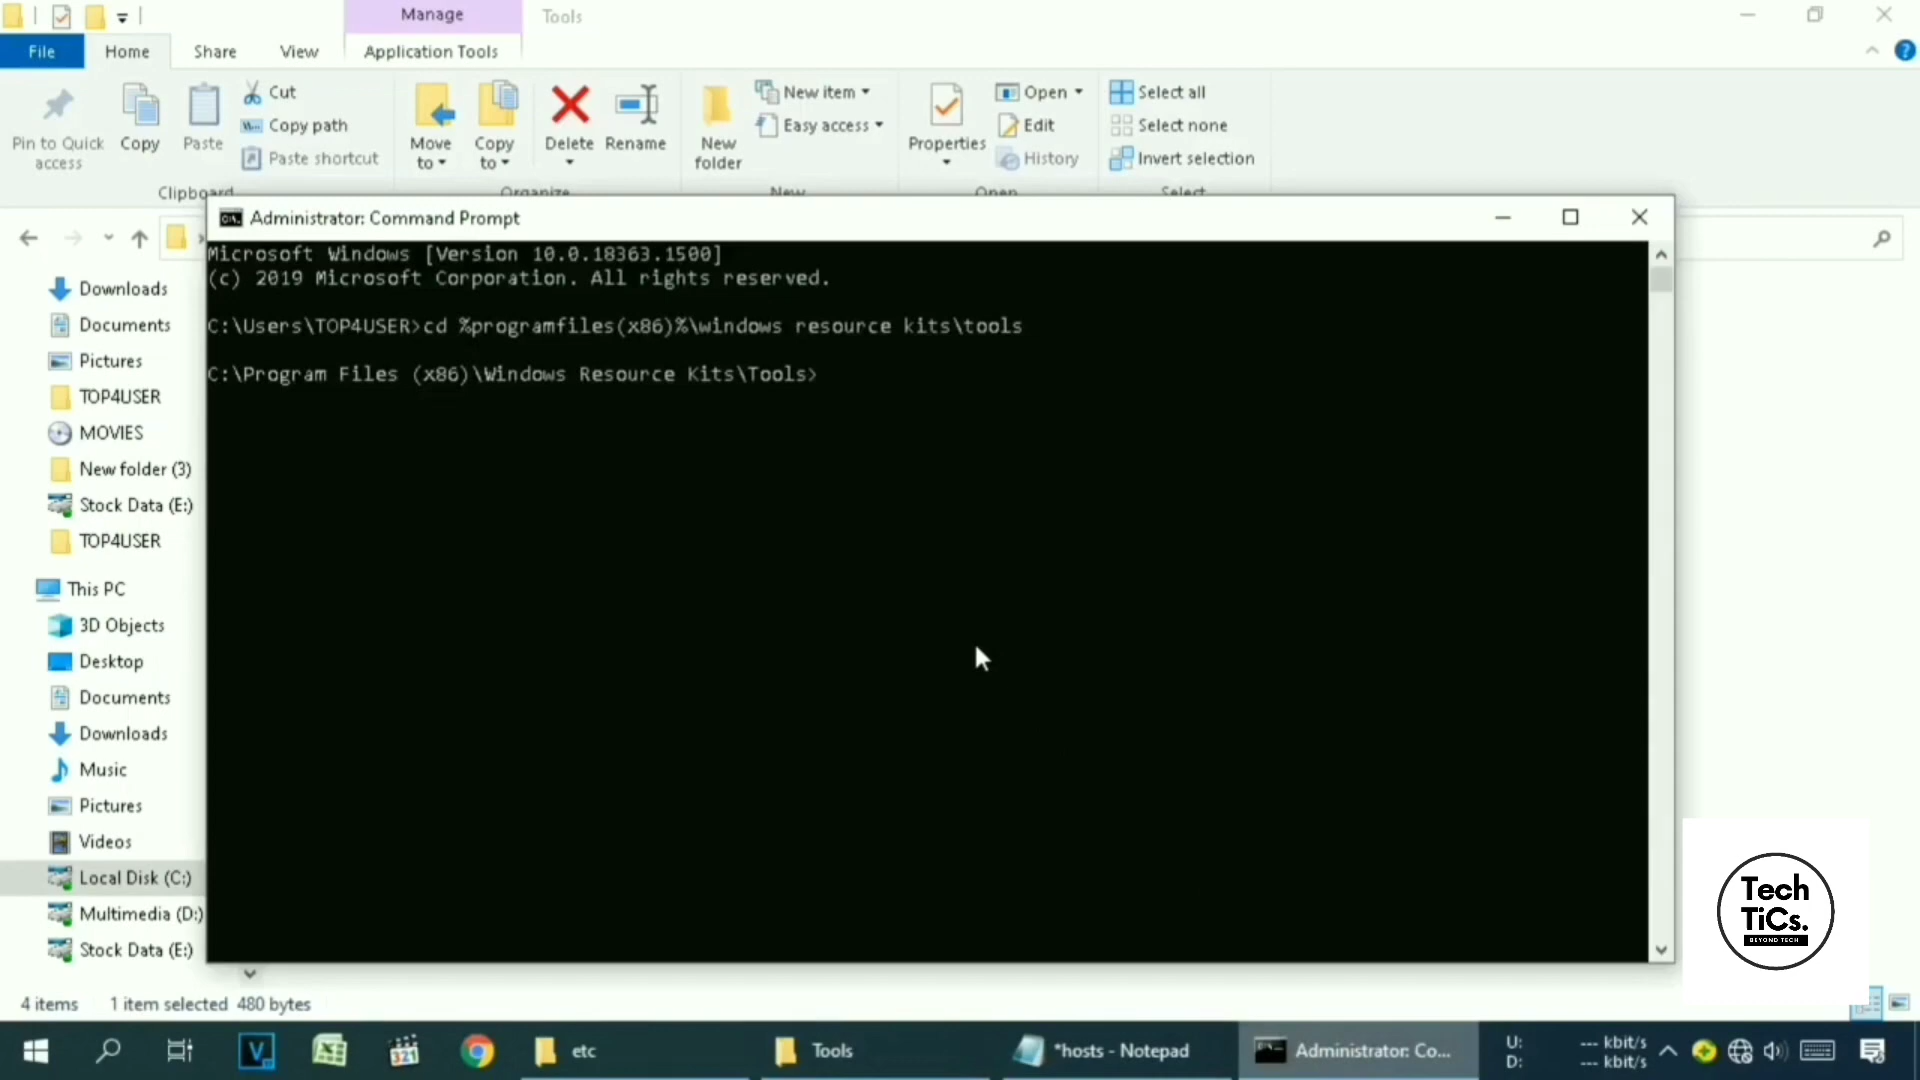 Manage
Tools
File
Home
Share
View
Application Tools
Pin to Quick access
Copy
Paste
Cut
Copy path
Paste shortcut
Move to
Copy to
Delete
Rename
New folder
New item
Easy access
Properties
Open
Edit
History
Select all
Select none
Invert selection
Clipboard
Organize
New
Open
Select
Administrator: Command Prompt
Microsoft Windows [Version 10.0.18363.1500]
(c) 2019 Microsoft Corporation. All rights reserved.
C:\Users\TOP4USER>cd %programfiles(x86)%\windows resource kits\tools
C:\Program Files (x86)\Windows Resource Kits\Tools>
Downloads
Documents
Pictures
TOP4USER
MOVIES
New folder (3)
Stock Data (E:)
TOP4USER
This PC
3D Objects
Desktop
Documents
Downloads
Music
Pictures
Videos
Local Disk (C:)
Multimedia (D:)
Stock Data (E:)
Tech
TiCs.
BEYOND TECH
4 items
1 item selected 480 bytes
etc
Tools
*hosts - Notepad
Administrator: Co...
U: --- kbit/s
D: --- kbit/s